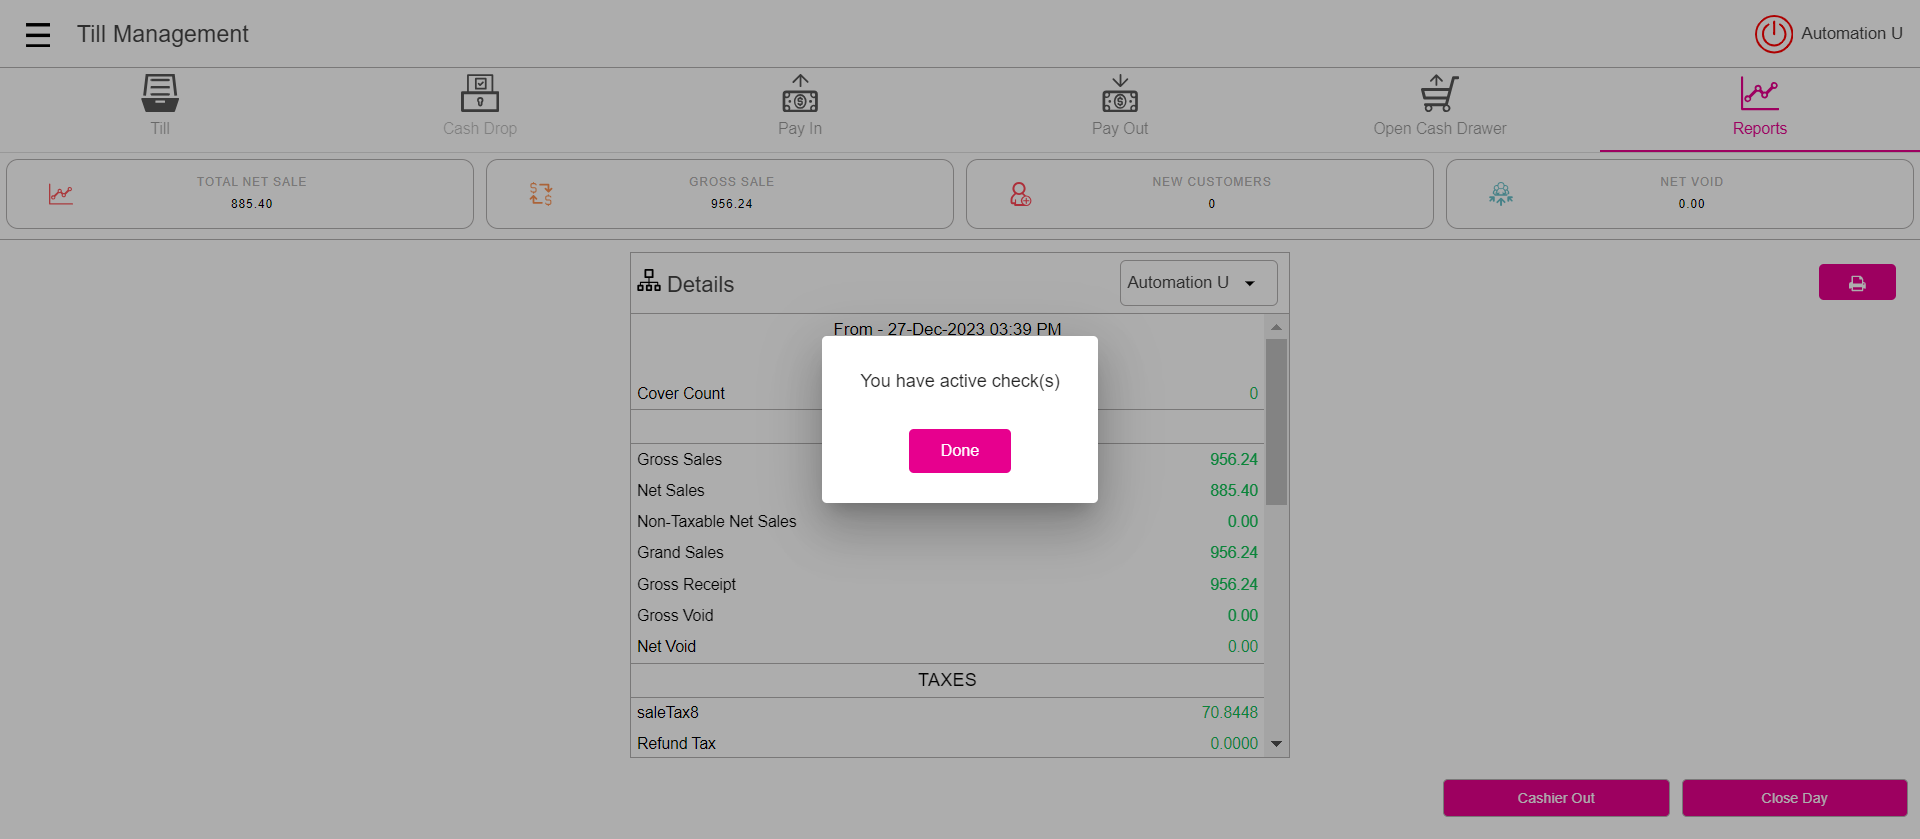 Till Management
Automation U
Till
Cash Drop
Pay In
Pay Out
Open Cash Drawer
Reports
TOTAL NET SALE
885.40
GROSS SALE
956.24
NEW CUSTOMERS
0
NET VOID
0.00
Details
Automation U
From - 27-Dec-2023 03:39 PM
You have active check(s)
Done
Cover Count 0
Gross Sales 956.24
Net Sales 885.40
Non-Taxable Net Sales 0.00
Grand Sales 956.24
Gross Receipt 956.24
Gross Void 0.00
Net Void 0.00
TAXES
saleTax8 70.8448
Refund Tax 0.0000
Cashier Out
Close Day